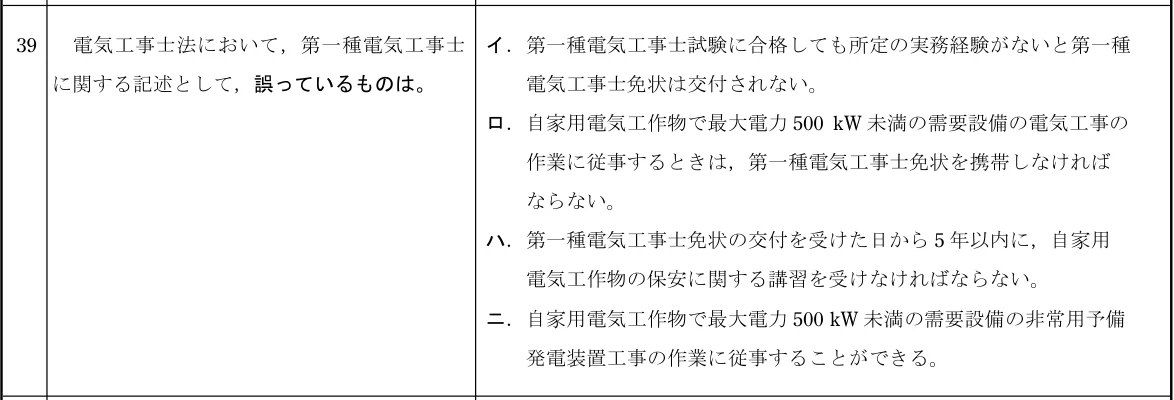 39
電気工事士法において，第一種電気工事士
に関する記述として，誤っているものは。
イ．第一種電気工事士試験に合格しても所定の実務経験がないと第一種
電気工事士免状は交付されない。
ロ．自家用電気工作物で最大電力 500 kW 未満の需要設備の電気工事の
作業に従事するときは，第一種電気工事士免状を携帯しなければ
ならない。
ハ．第一種電気工事士免状の交付を受けた日から 5 年以内に，自家用
電気工作物の保安に関する講習を受けなければならない。
ニ．自家用電気工作物で最大電力 500 kW 未満の需要設備の非常用予備
発電装置工事の作業に従事することができる。